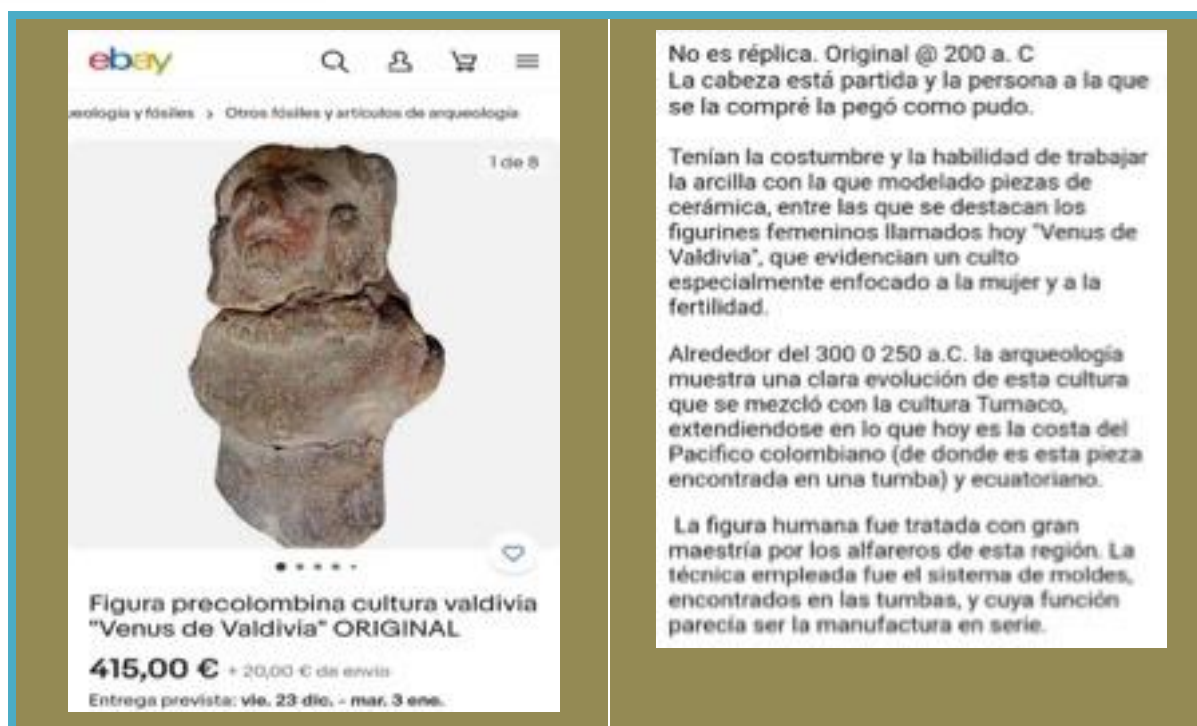 ebay
eología y fósiles > Otros fósiles y artículos de arqueología
1 de 8
Figura precolombina cultura valdivia
"Venus de Valdivia" ORIGINAL
415,00 € + 20,00 € de envío
Entrega prevista: vie. 23 dic. - mar. 3 ene.
No es réplica. Original @ 200 a. C
La cabeza está partida y la persona a la que
se la compré la pegó como pudo.
Tenían la costumbre y la habilidad de trabajar
la arcilla con la que modelado piezas de
cerámica, entre las que se destacan los
figurines femeninos llamados hoy "Venus de
Valdivia", que evidencian un culto
especialmente enfocado a la mujer y a la
fertilidad.
Alrededor del 300 0 250 a.C. la arqueología
muestra una clara evolución de esta cultura
que se mezcló con la cultura Tumaco,
extendiendose en lo que hoy es la costa del
Pacifico colombiano (de donde es esta pieza
encontrada en una tumba) y ecuatoriano.
La figura humana fue tratada con gran
maestría por los alfareros de esta región. La
técnica empleada fue el sistema de moldes,
encontrados en las tumbas, y cuya función
parecía ser la manufactura en serie.